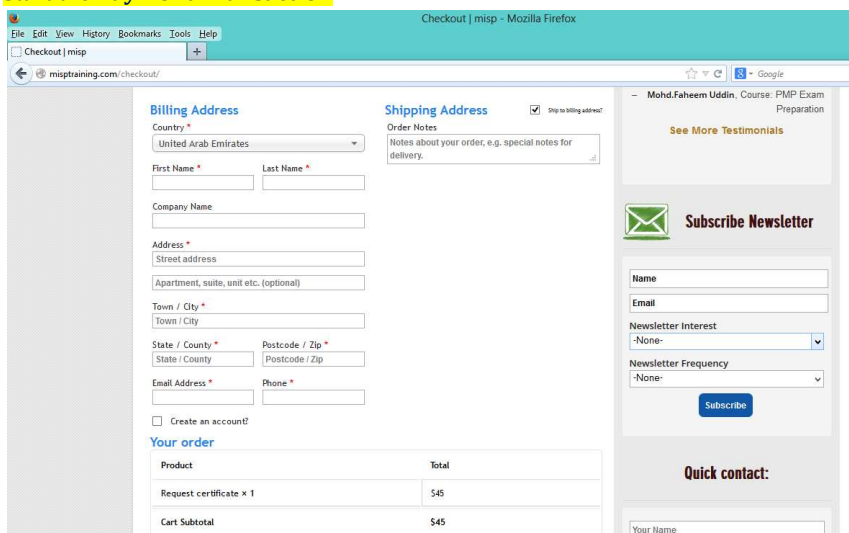 Checkout | misp - Mozilla Firefox
File Edit View History Bookmarks Tools Help
Checkout | misp
+
misptraining.com/checkout/
Google
Billing Address
Country *
United Arab Emirates
First Name * Last Name *
Company Name
Address *
Street address
Apartment, suite, unit etc. (optional)
Town / City *
Town / City
State / County * Postcode / Zip *
State / County Postcode / Zip
Email Address * Phone *
Create an account?
Shipping Address
Ship to billing address?
Order Notes
Notes about your order, e.g. special notes for
delivery.
Your order
Product Total
Request certificate × 1 $45
Cart Subtotal $45
– Mohd.Faheem Uddin, Course: PMP Exam
Preparation
See More Testimonials
Subscribe Newsletter
Name
Email
Newsletter Interest
-None-
Newsletter Frequency
-None-
Subscribe
Quick contact:
Your Name